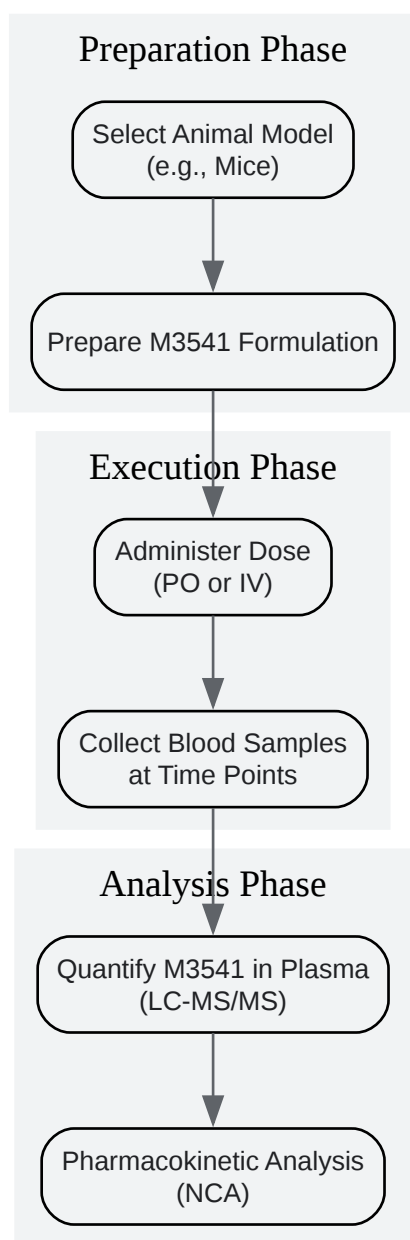 Preparation Phase
Select Animal Model
(e.g., Mice)
Prepare M3541 Formulation
Execution Phase
Administer Dose
(PO or IV)
Collect Blood Samples
at Time Points
Analysis Phase
Quantify M3541 in Plasma
(LC-MS/MS)
Pharmacokinetic Analysis
(NCA)